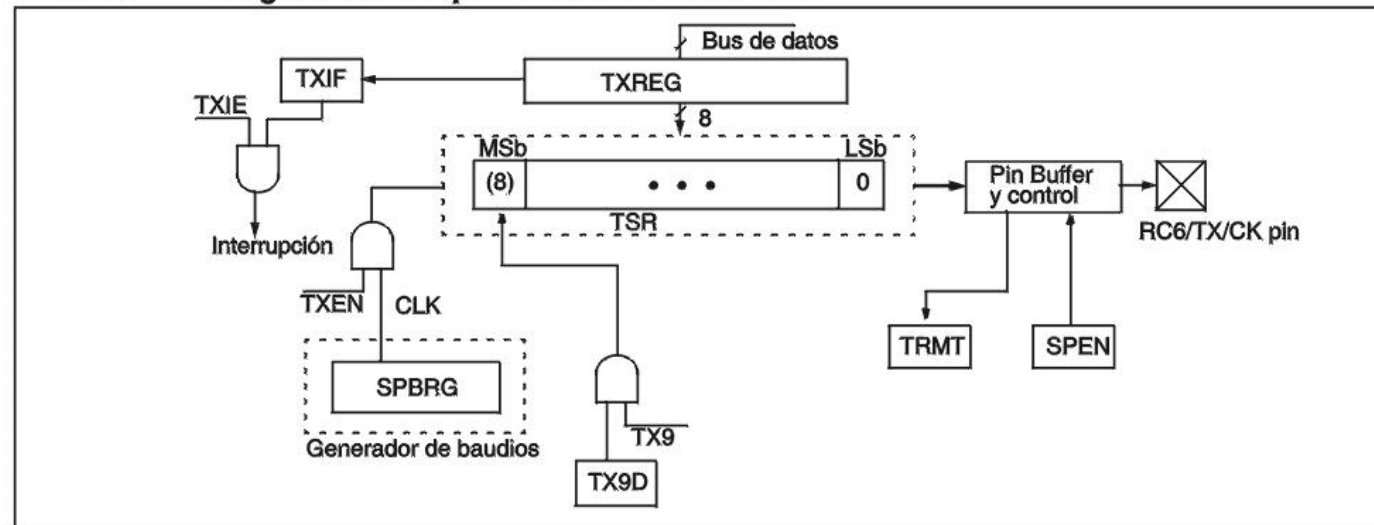 Bus de datos
TXIF
TXREG
TXIE
8
MSb
LSb
(8)
• • •
0
Pin Buffer
y control
TSR
RC6/TX/CK pin
Interrupción
TXEN
CLK
TRMT
SPEN
SPBRG
Generador de baudios
TX9
TX9D